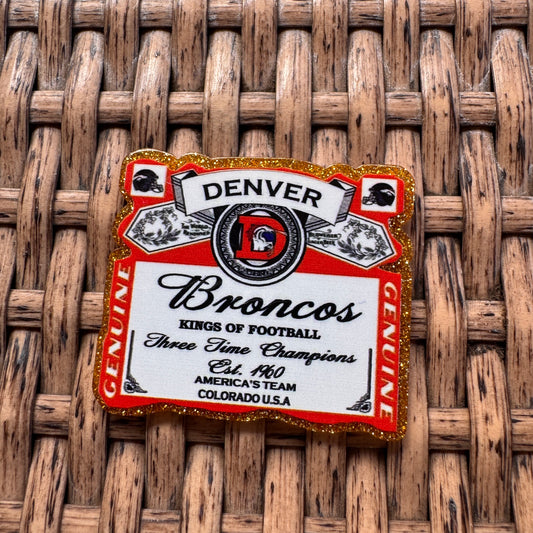 DENVER
D
Broncos
KINGS OF FOOTBALL
Three Time Champions
Est. 1960
AMERICA'S TEAM
COLORADO U.S.A
GENUINE
GENUINE